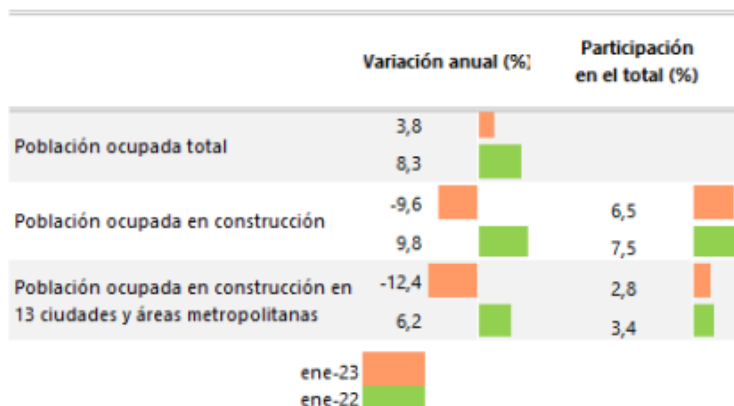 Variación anual (%)
Participación
en el total (%)
Población ocupada total
3,8
8,3
Población ocupada en construcción
-9,6
6,5
9,8
7,5
Población ocupada en construcción en
13 ciudades y áreas metropolitanas
-12,4
2,8
6,2
3,4
ene-23
ene-22